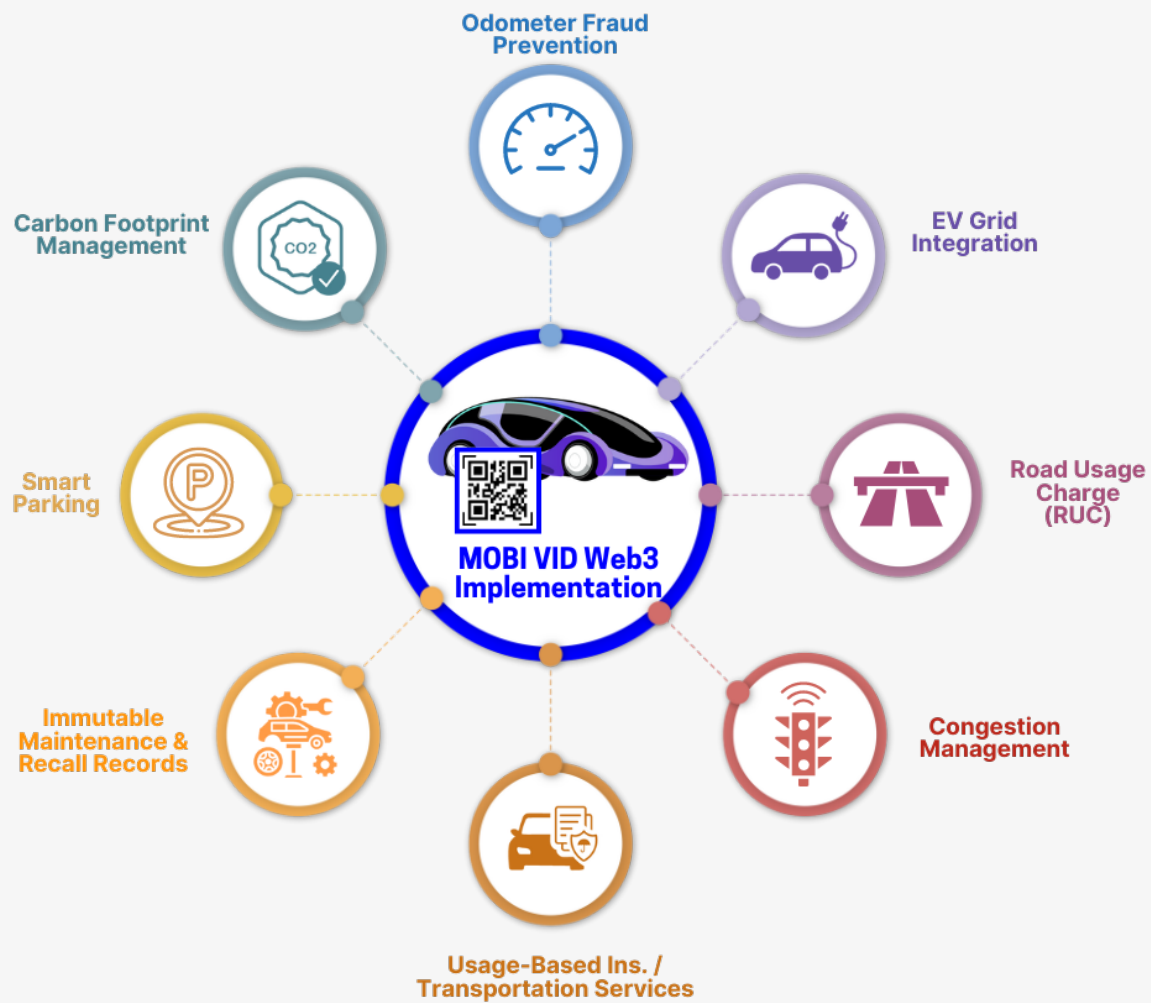 Odometer Fraud
Prevention
Carbon Footprint
Management
CO2
EV Grid
Integration
Smart
Parking
P
Road Usage
Charge
(RUC)
MOBI VID Web3
Implementation
Immutable
Maintenance &
Recall Records
Congestion
Management
Usage-Based Ins. /
Transportation Services